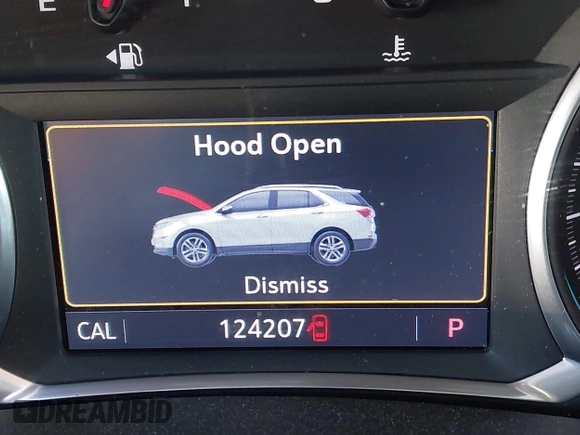 E
Hood Open
Dismiss
CAL 124207 P
DREAMBID